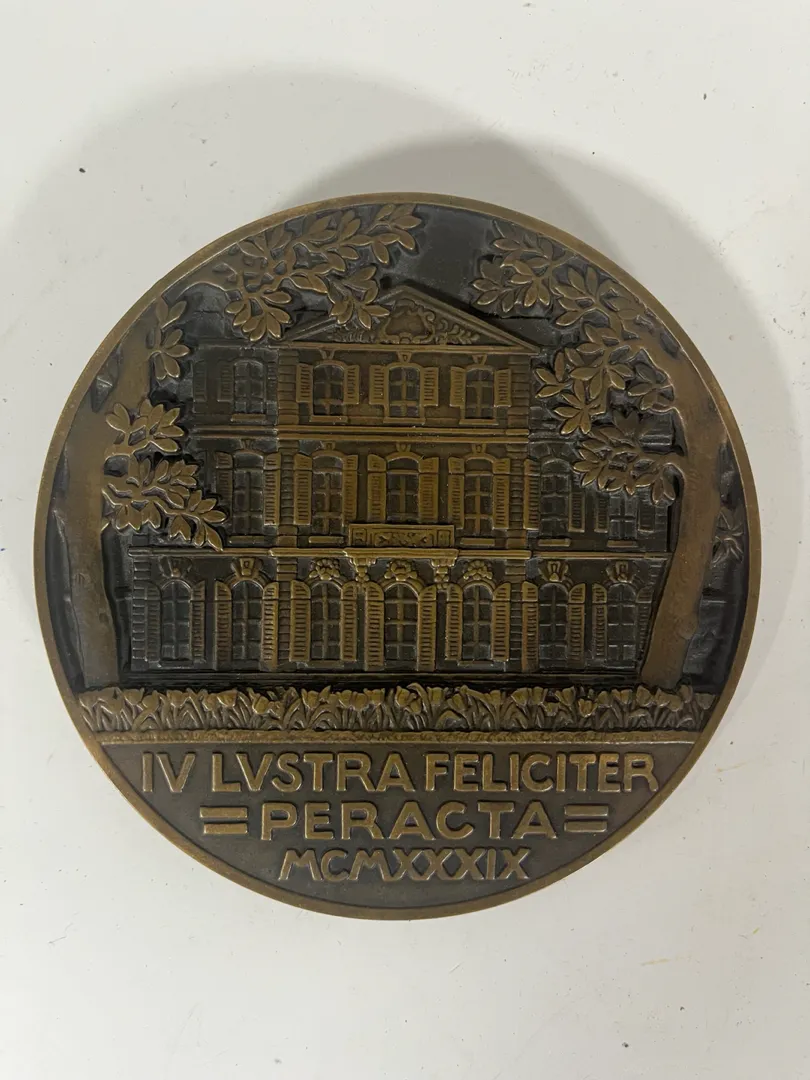 IV LVSTRA FELICITER
= PERACTA =
MCMXXXIX